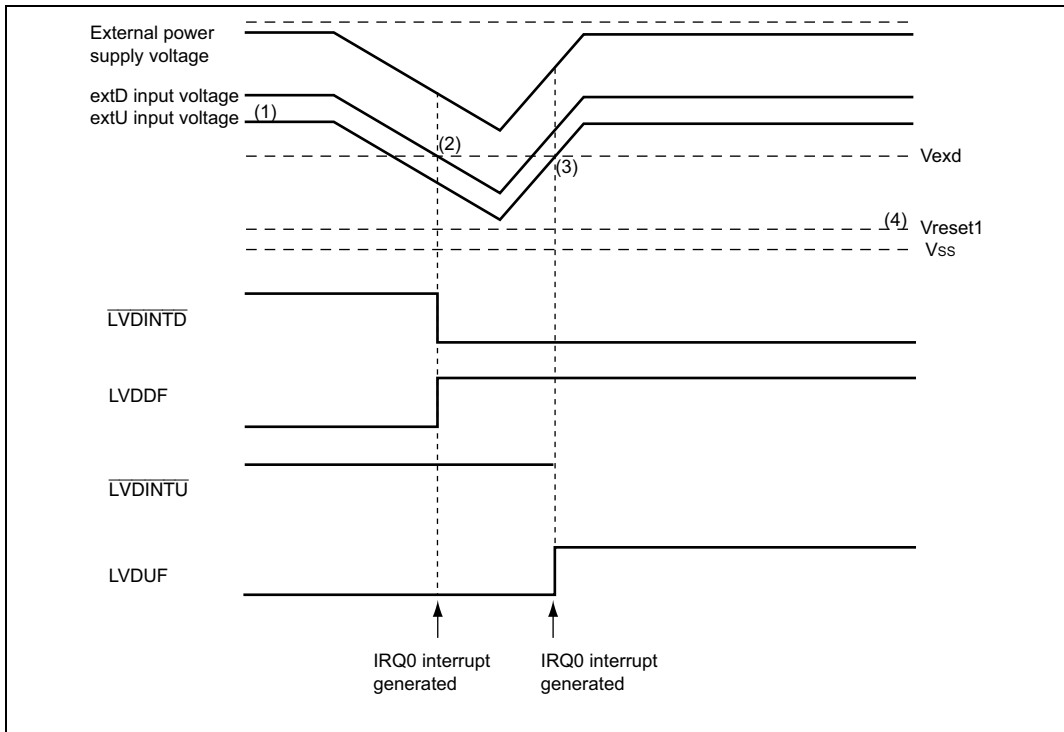 External power
supply voltage
extD input voltage
extU input voltage
(1)
(2)
(3)
Vexd
(4)
Vreset1
Vss
LVDINTD
LVDDF
LVDINTU
LVDUF
IRQ0 interrupt
generated
IRQ0 interrupt
generated